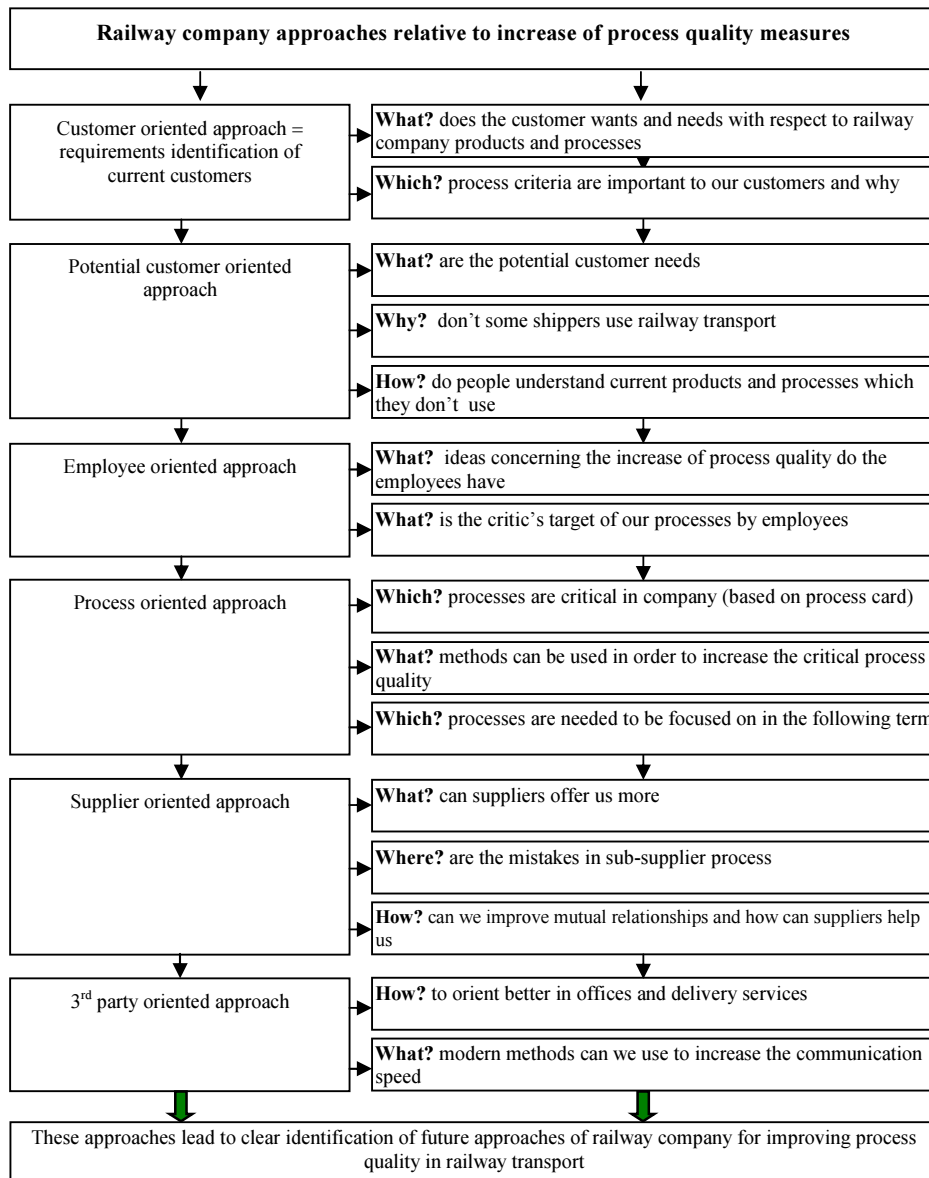 Railway company approaches relative to increase of process quality measures
Customer oriented approach =
requirements identification of
current customers
What? does the customer wants and needs with respect to railway
company products and processes
Which? process criteria are important to our customers and why
Potential customer oriented
approach
What? are the potential customer needs
Why? don't some shippers use railway transport
How? do people understand current products and processes which
they don't use
Employee oriented approach
What? ideas concerning the increase of process quality do the
employees have
What? is the critic's target of our processes by employees
Process oriented approach
Which? processes are critical in company (based on process card)
What? methods can be used in order to increase the critical process
quality
Which? processes are needed to be focused on in the following term
Supplier oriented approach
What? can suppliers offer us more
Where? are the mistakes in sub-supplier process
How? can we improve mutual relationships and how can suppliers help
us
3rd party oriented approach
How? to orient better in offices and delivery services
What? modern methods can we use to increase the communication
speed
These approaches lead to clear identification of future approaches of railway company for improving process
quality in railway transport